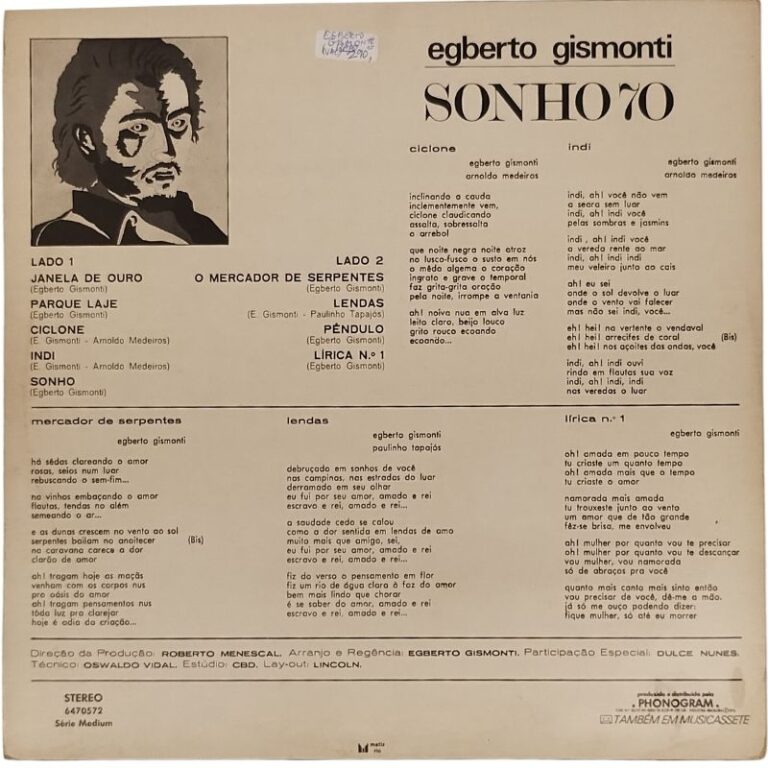 EGBERTO
290,
egberto gismonti
SONHO 70
LADO 1
JANELA DE OURO
(Egberto Gismonti)
PARQUE LAJE
(Egberto Gismonti)
CICLONE
(E. Gismonti - Arnoldo Medeiros)
INDI
(E. Gismonti - Arnoldo Medeiros)
SONHO
(Egberto Gismonti)
LADO 2
O MERCADOR DE SERPENTES
(Egberto Gismonti)
LENDAS
(E. Gismonti - Paulinho Tapajós)
PÊNDULO
(Egberto Gismonti)
LÍRICA N.º 1
(Egberto Gismonti)
ciclone
egberto gismonti
arnoldo medeiros
inclinando a cauda
inclementemente vem,
ciclone claudicando
assalta, sobressalta
o arrebol
que noite negra noite atroz
no lusco-fusco o susto em nós
o mêdo algema o coração
ingrato e grave o temporal
faz grita-grita oração
pela noite, irrompe a ventania
ah! noiva nua em alva luz
leito claro, beijo louco
grito rouco ecoando
ecoando...
indi
egberto gismonti
arnoldo medeiros
indi, ah! você não vem
a seara sem luar
indi, ah! indi você
pelas sombras e jasmins
indi , ah! indi você
a vereda rente ao mar
indi, ah! indi indi
meu veleiro junto ao cais
ah! eu sei
onde o sol devolve o luar
onde o vento vai falecer
mas não sei indi, você...
eh! hei! na vertente o vendaval
eh! hei! arrecifes de coral (Bis)
eh! hei! nos açoites das ondas, você
indi, ah! indi ouvi
rindo em flautas sua voz
indi, ah! indi, indi
nas veredas o luar
mercador de serpentes
egberto gismonti
há sêdas clareando o amor
rosas, seios num luar
rebuscando o sem-fim...
na vinhos embaçando o amor
flautas, tendas no além
semeando o ar...
e as dunas crescem no vento ao sol
serpentes bailam no anoitecer (Bis)
na caravana carece a dor
clarão de amor
ah! tragam hoje as maçãs
venham com os corpos nus
pro oásis do amor
ah! tragam pensamentos nus
tôda luz pra clarejar
hoje é odia da criação...
lendas
egberto gismonti
paulinho tapajós
debruçada em sonhos de você
nas campinas, nas estradas do luar
derramado em seu olhar
eu fui por seu amor, amado e rei
escravo e rei, amado e rei...
a saudade cedo se calou
como a dor sentida em lendas de amo
muito mais que amigo, sei,
eu fui por seu amor, amado e rei
escravo e rei, amado e rei...
fiz do verso o pensamento em flor
fiz um rio de água clara à foz do amor
bem mais lindo que chorar
é se saber do amor, amado e rei
escravo e rei, amado e rei...
lírica n.º 1
egberto gismonti
ah! amada em pouco tempo
tu criaste um quanto tempo
ah! amada mais que o tempo
tu criaste o amor
namorada mais amada
tu trouxeste junto ao vento
um amor que de tão grande
fêz-se brisa, me envolveu
ah! mulher por quanto vou te precisar
ah! mulher por quanto vou te descançar
vou mulher, vou namorada
só de abraços pra você
quanto mais canto mais sinto então
vou precisar de você, dê-me a mão.
já só me ouço podendo dizer:
fique mulher, só até eu morrer
Direção da Produção: ROBERTO MENESCAL. Arranjo e Regência: EGBERTO GISMONTI. Participação Especial: DULCE NUNES.
Técnico: OSWALDO VIDAL. Estúdio: CBD. Lay-out: LINCOLN.
STEREO
6470572
Série Medium
produzido e distribuído pela
. PHONOGRAM .
TAMBÉM EM MUSICASSETE